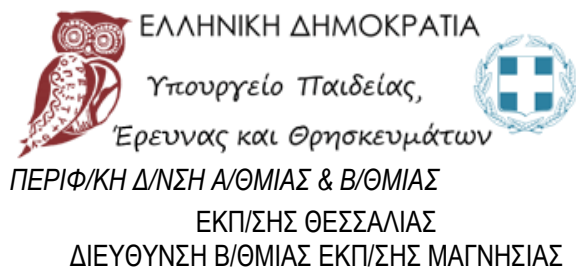 ΕΛΛΗΝΙΚΗ ΔΗΜΟΚΡΑΤΙΑ
Υπουργείο Παιδείας,
Έρευνας και Θρησκευμάτων
ΠΕΡΙΦ/ΚΗ Δ/ΝΣΗ Α/ΘΜΙΑΣ & Β/ΘΜΙΑΣ
ΕΚΠ/ΣΗΣ ΘΕΣΣΑΛΙΑΣ
ΔΙΕΥΘΥΝΣΗ Β/ΘΜΙΑΣ ΕΚΠ/ΣΗΣ ΜΑΓΝΗΣΙΑΣ